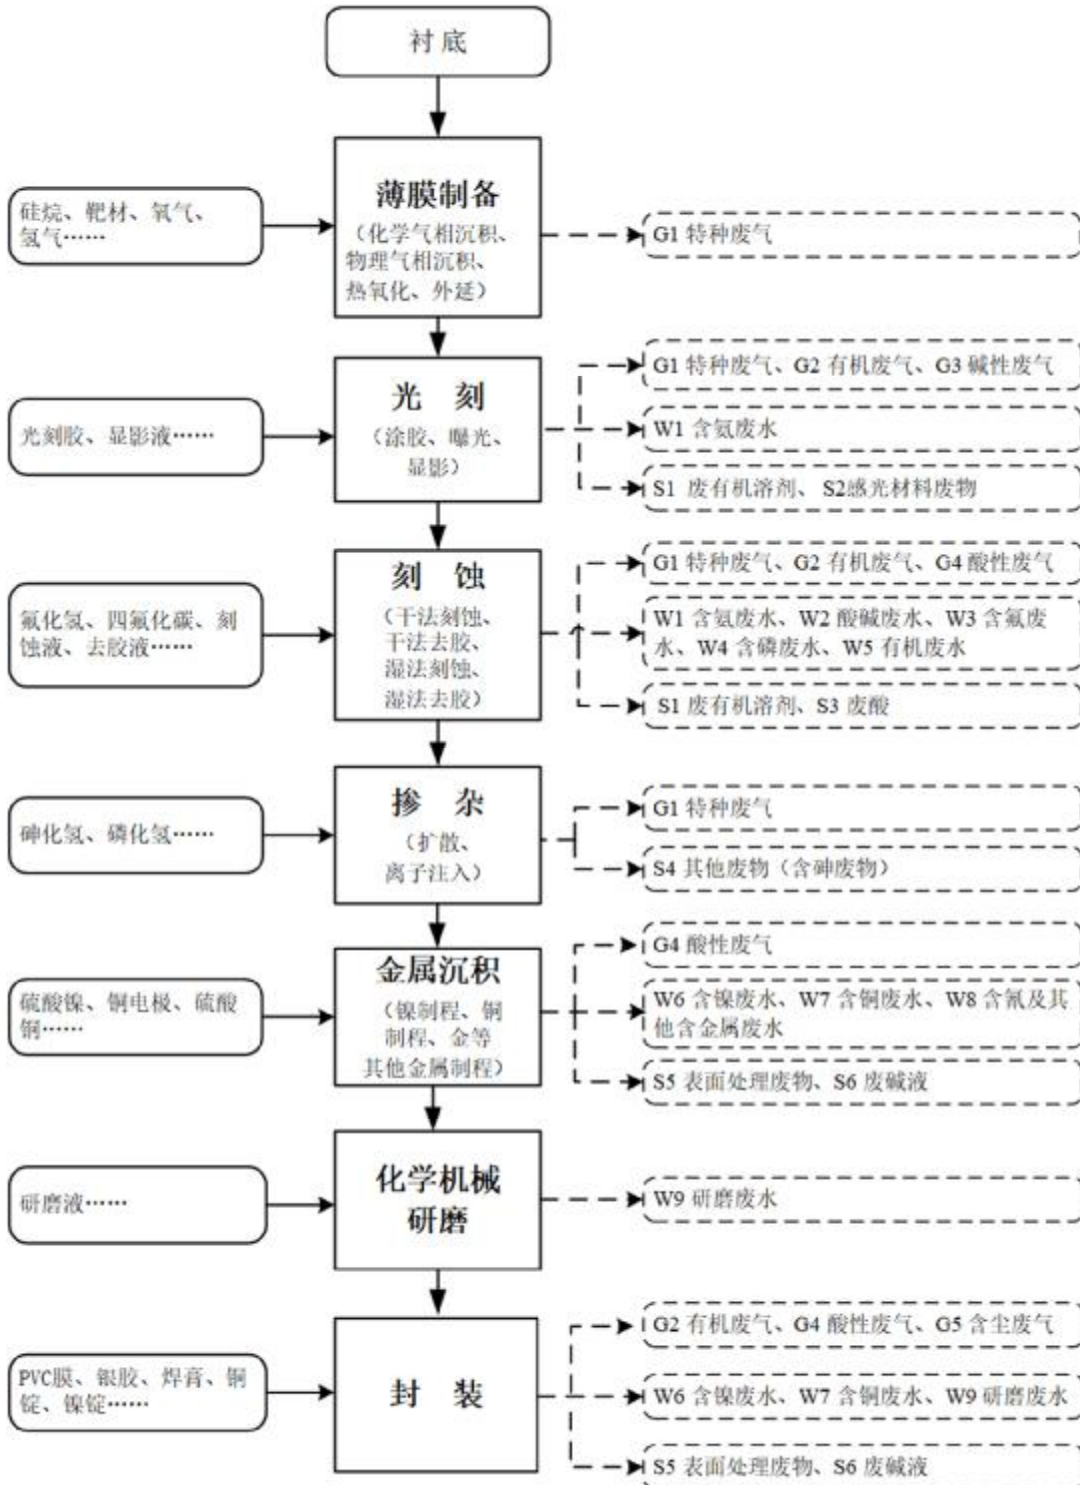 衬 底
薄膜制备
（化学气相沉积、
物理气相沉积、
热氧化、外延）
硅烷、靶材、氧气、
氢气……
G1 特种废气
光 刻
（涂胶、曝光、
显影）
光刻胶、显影液……
G1 特种废气、G2 有机废气、G3 碱性废气
W1 含氨废水
S1 废有机溶剂、 S2感光材料废物
刻 蚀
（干法刻蚀、
干法去胶、
湿法刻蚀、
湿法去胶）
氟化氢、四氟化碳、刻
蚀液、去胶液……
G1 特种废气、G2 有机废气、G4 酸性废气
W1 含氨废水、W2 酸碱废水、W3 含氟废
水、W4 含磷废水、W5 有机废水
S1 废有机溶剂、S3 废酸
掺 杂
（扩散、
离子注入）
砷化氢、磷化氢……
G1 特种废气
S4 其他废物（含砷废物）
金属沉积
（镍制程、铜
制程、金等
其他金属制程）
硫酸镍、铜电极、硫酸
铜……
G4 酸性废气
W6 含镍废水、W7 含铜废水、W8 含氰及其
他含金属废水
S5 表面处理废物、S6 废碱液
化学机械
研磨
研磨液……
W9 研磨废水
封 装
PVC膜、银胶、焊膏、铜
锭、镍锭……
G2 有机废气、G4 酸性废气、G5 含尘废气
W6 含镍废水、W7 含铜废水、W9 研磨废水
S5 表面处理废物、S6 废碱液